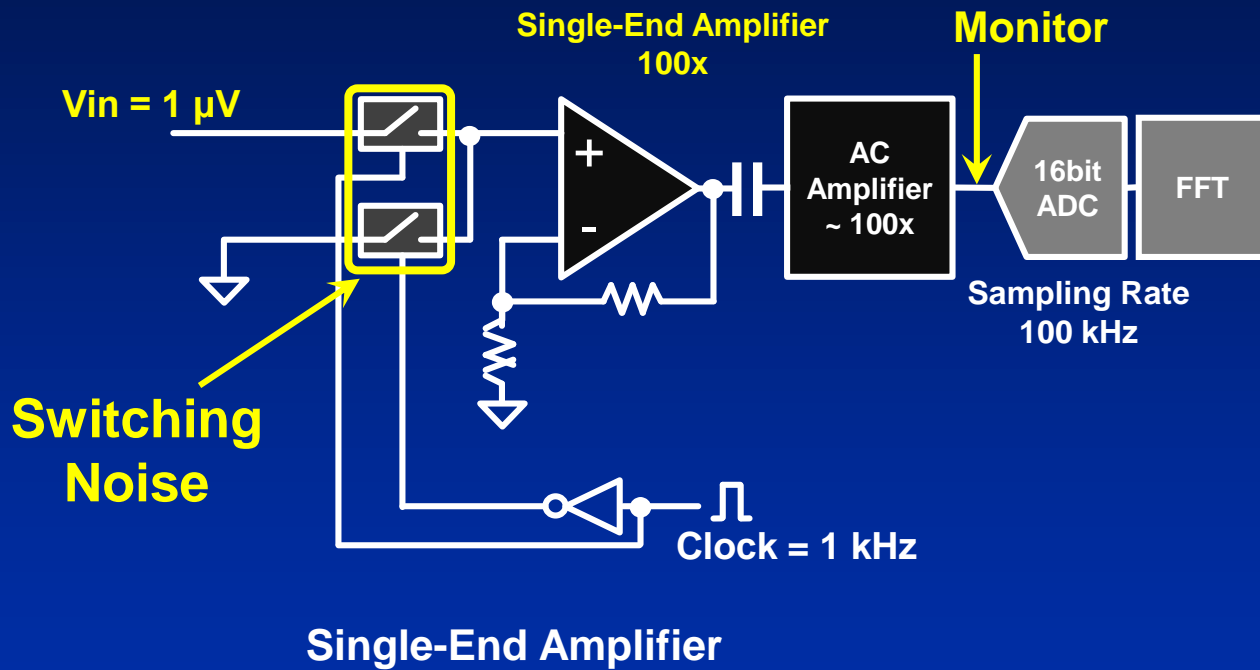 Single-End Amplifier
100x
Monitor
Vin = 1 µV
+
-
AC
Amplifier
~ 100x
16bit
ADC
FFT
Sampling Rate
100 kHz
Switching
Noise
Clock = 1 kHz
Single-End Amplifier